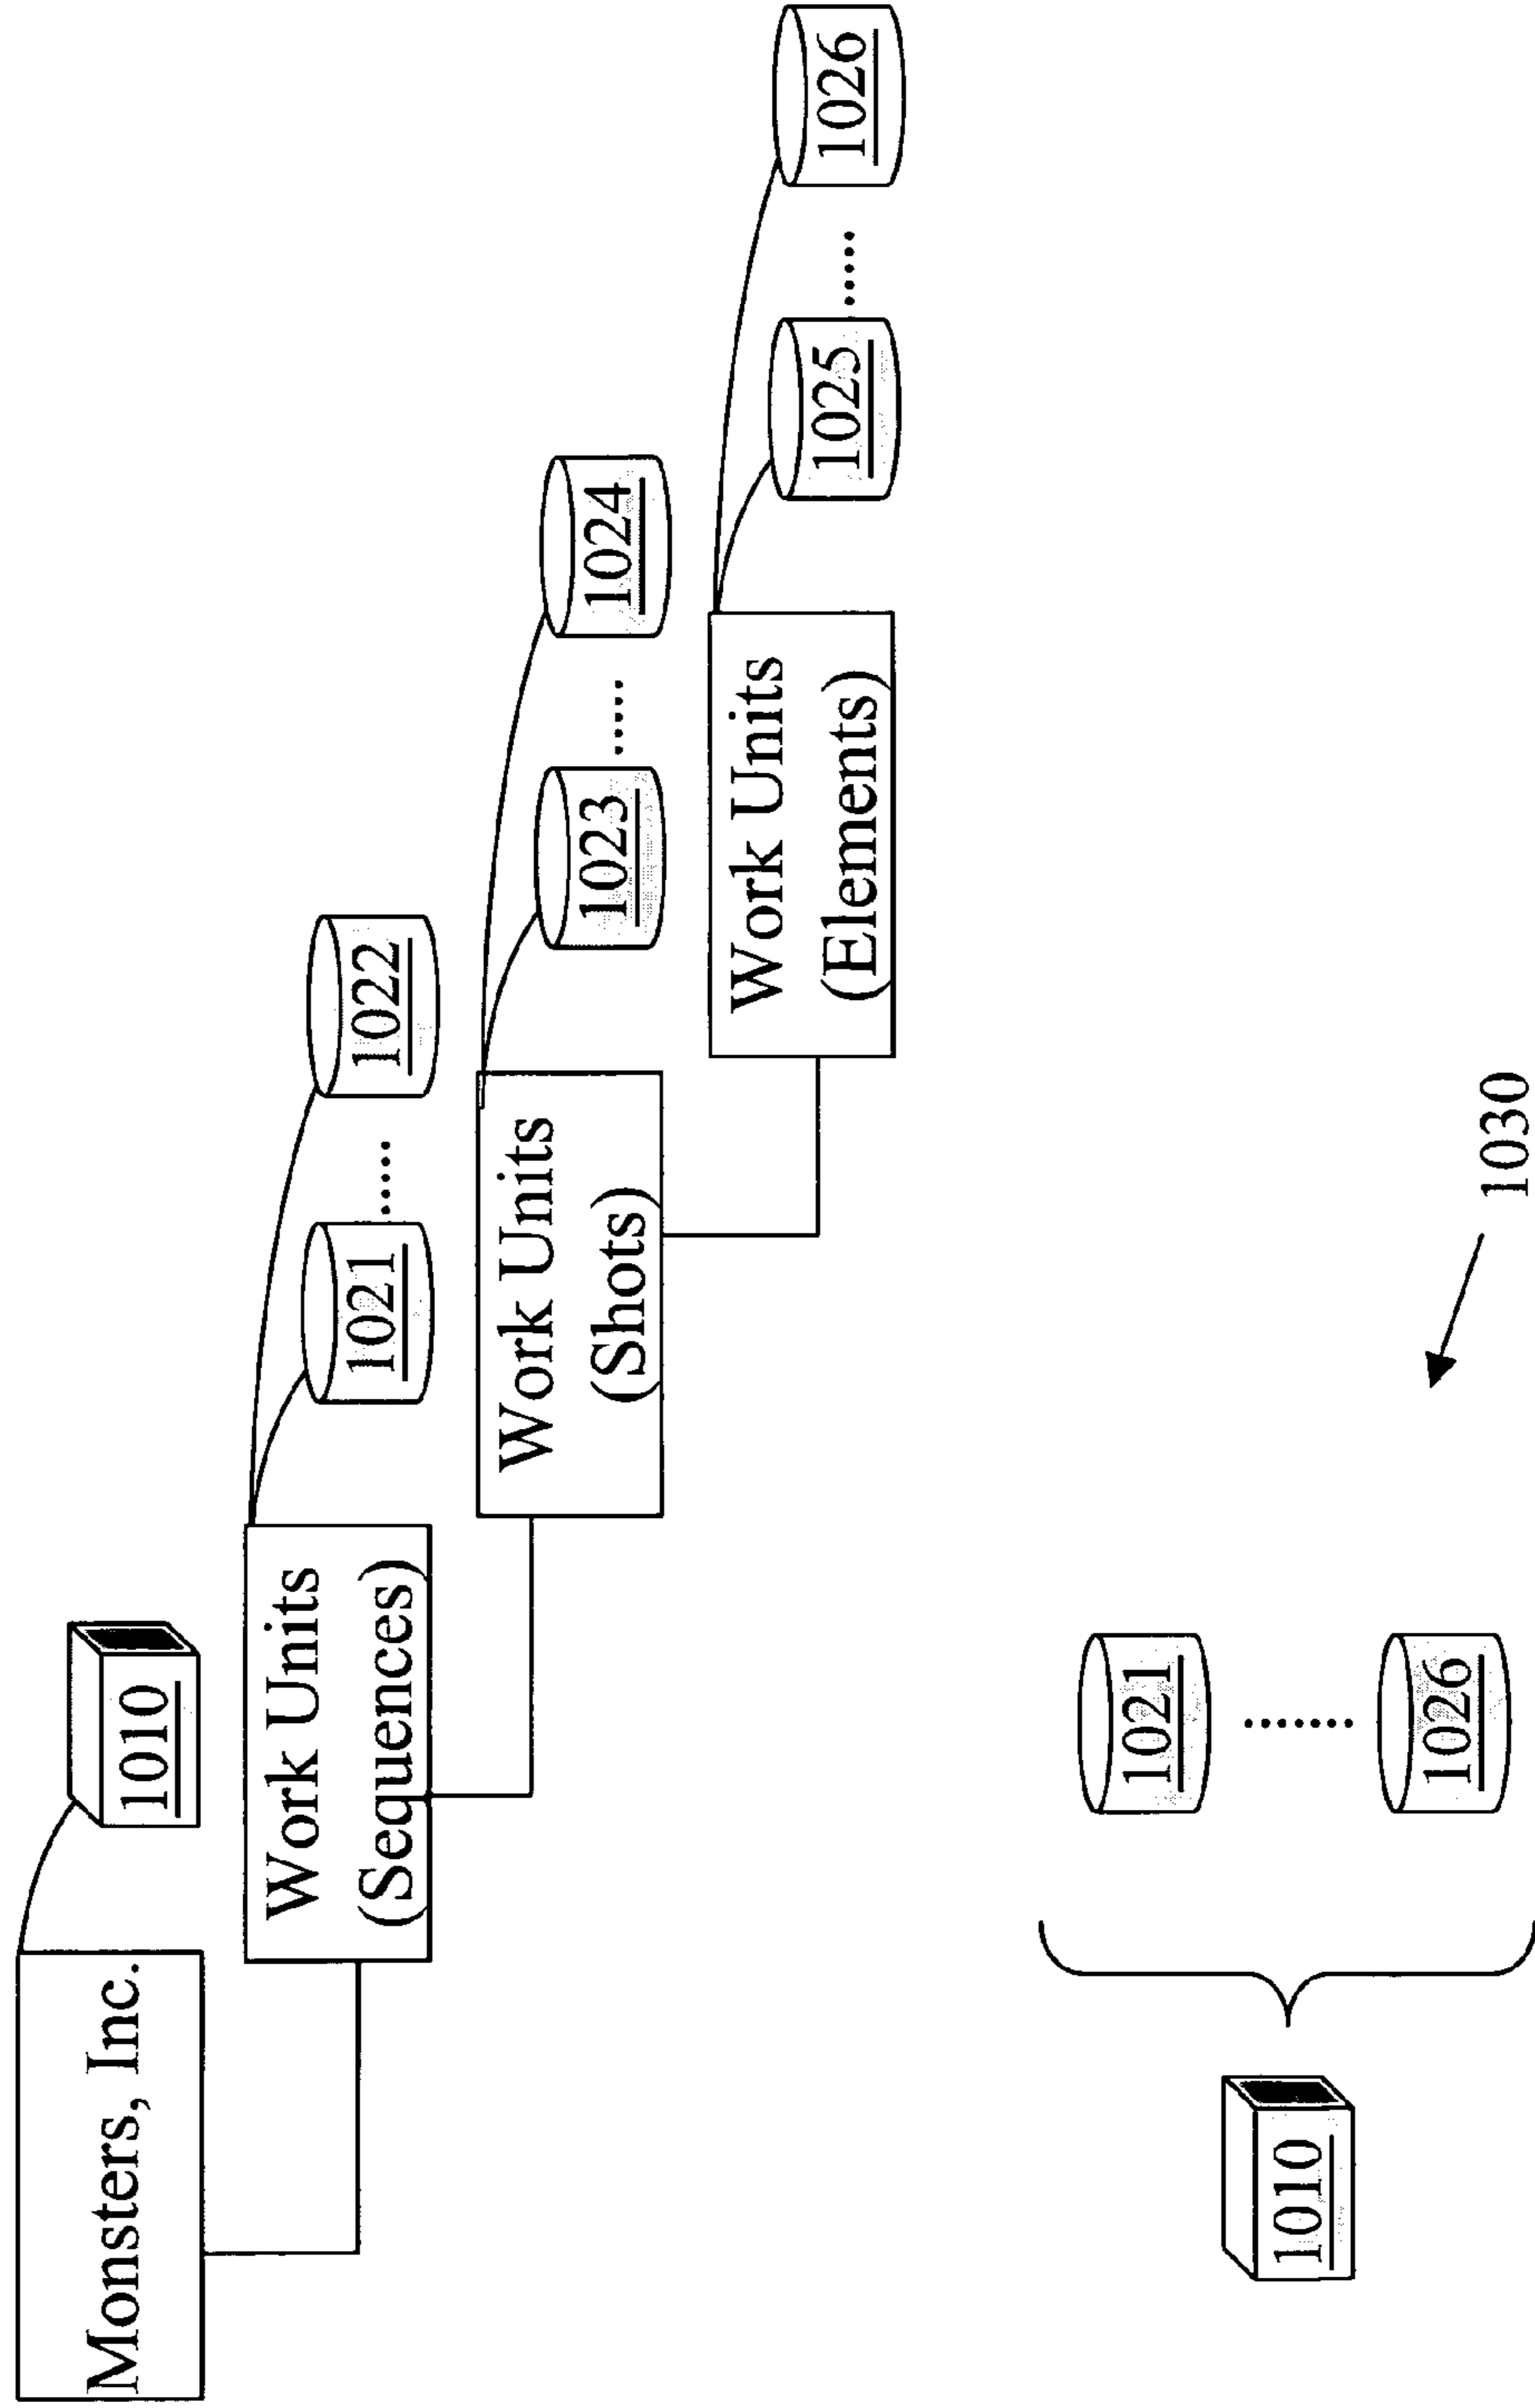 Monsters, Inc.
1010
Work Units
(Sequences)
1021
1022
Work Units
(Shots)
1023
1024
Work Units
(Elements)
1025
1026
1010
1021
1026
1030